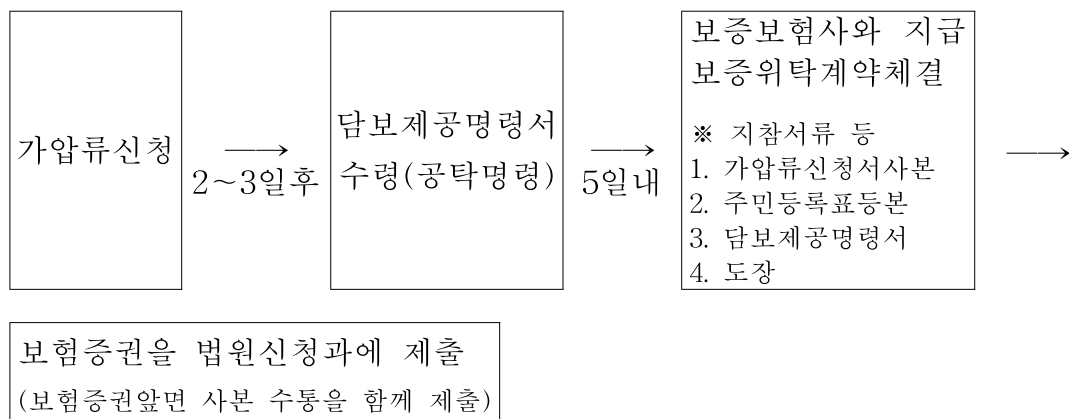 가압류신청
──→
2~3일후
담보제공명령서
수령(공탁명령)
──→
5일내
보증보험사와 지급
보증위탁계약체결
※ 지참서류 등
1. 가압류신청서사본
2. 주민등록표등본
3. 담보제공명령서
4. 도장
──→
보험증권을 법원신청과에 제출
(보험증권앞면 사본 수통을 함께 제출)